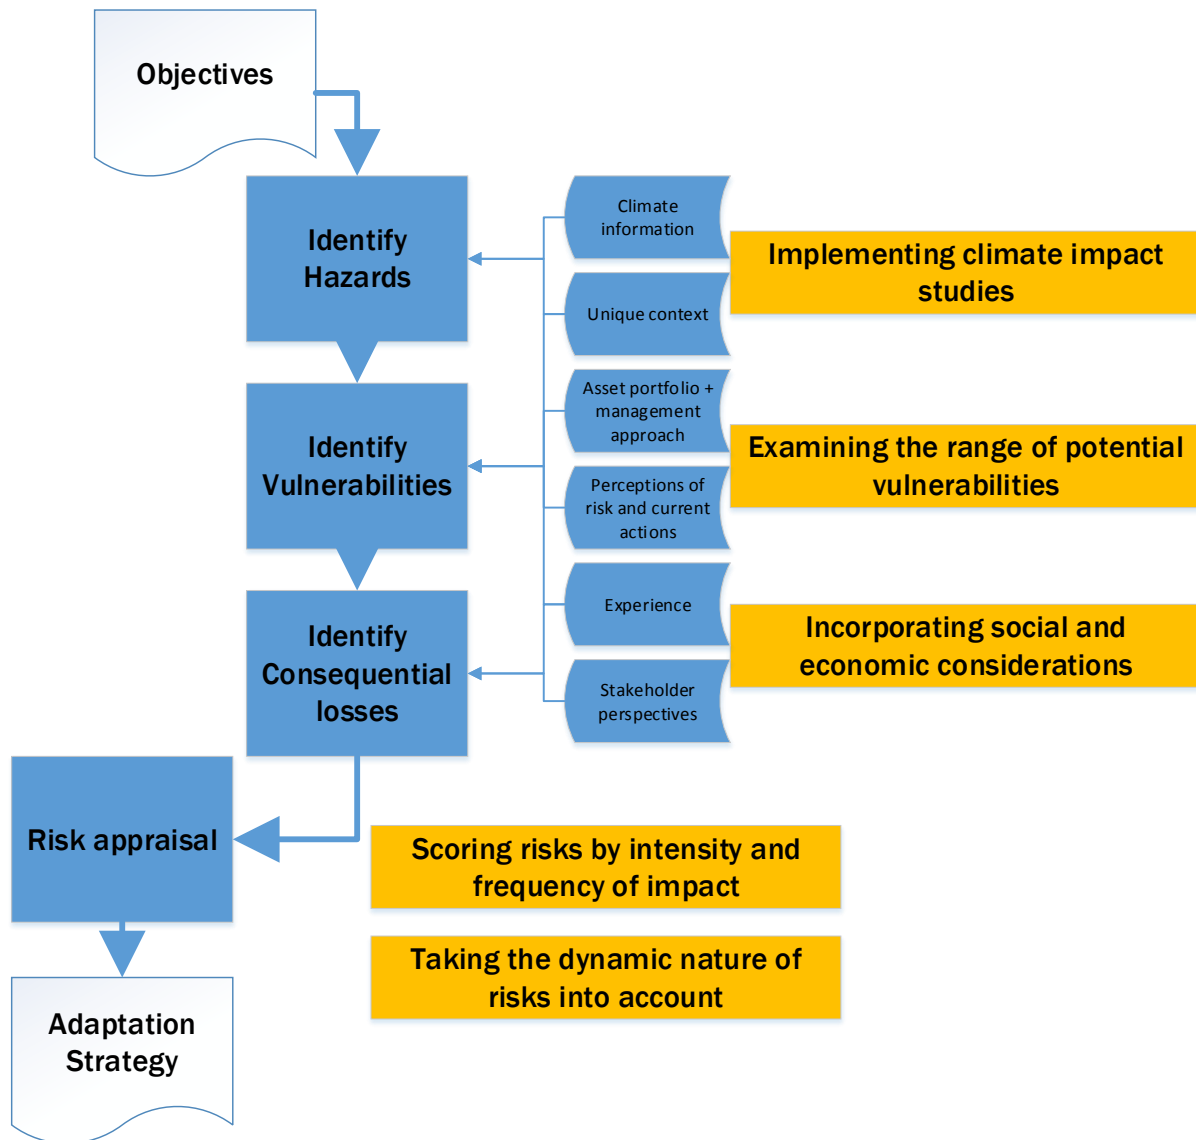 Objectives
Identify
Hazards
Climate
information
Implementing climate impact
studies
Unique context
Identify
Vulnerabilities
Asset portfolio +
management
approach
Examining the range of potential
vulnerabilities
Perceptions of
risk and current
actions
Identify
Consequential
losses
Experience
Incorporating social and
economic considerations
Stakeholder
perspectives
Risk appraisal
Scoring risks by intensity and
frequency of impact
Taking the dynamic nature of
risks into account
Adaptation
Strategy